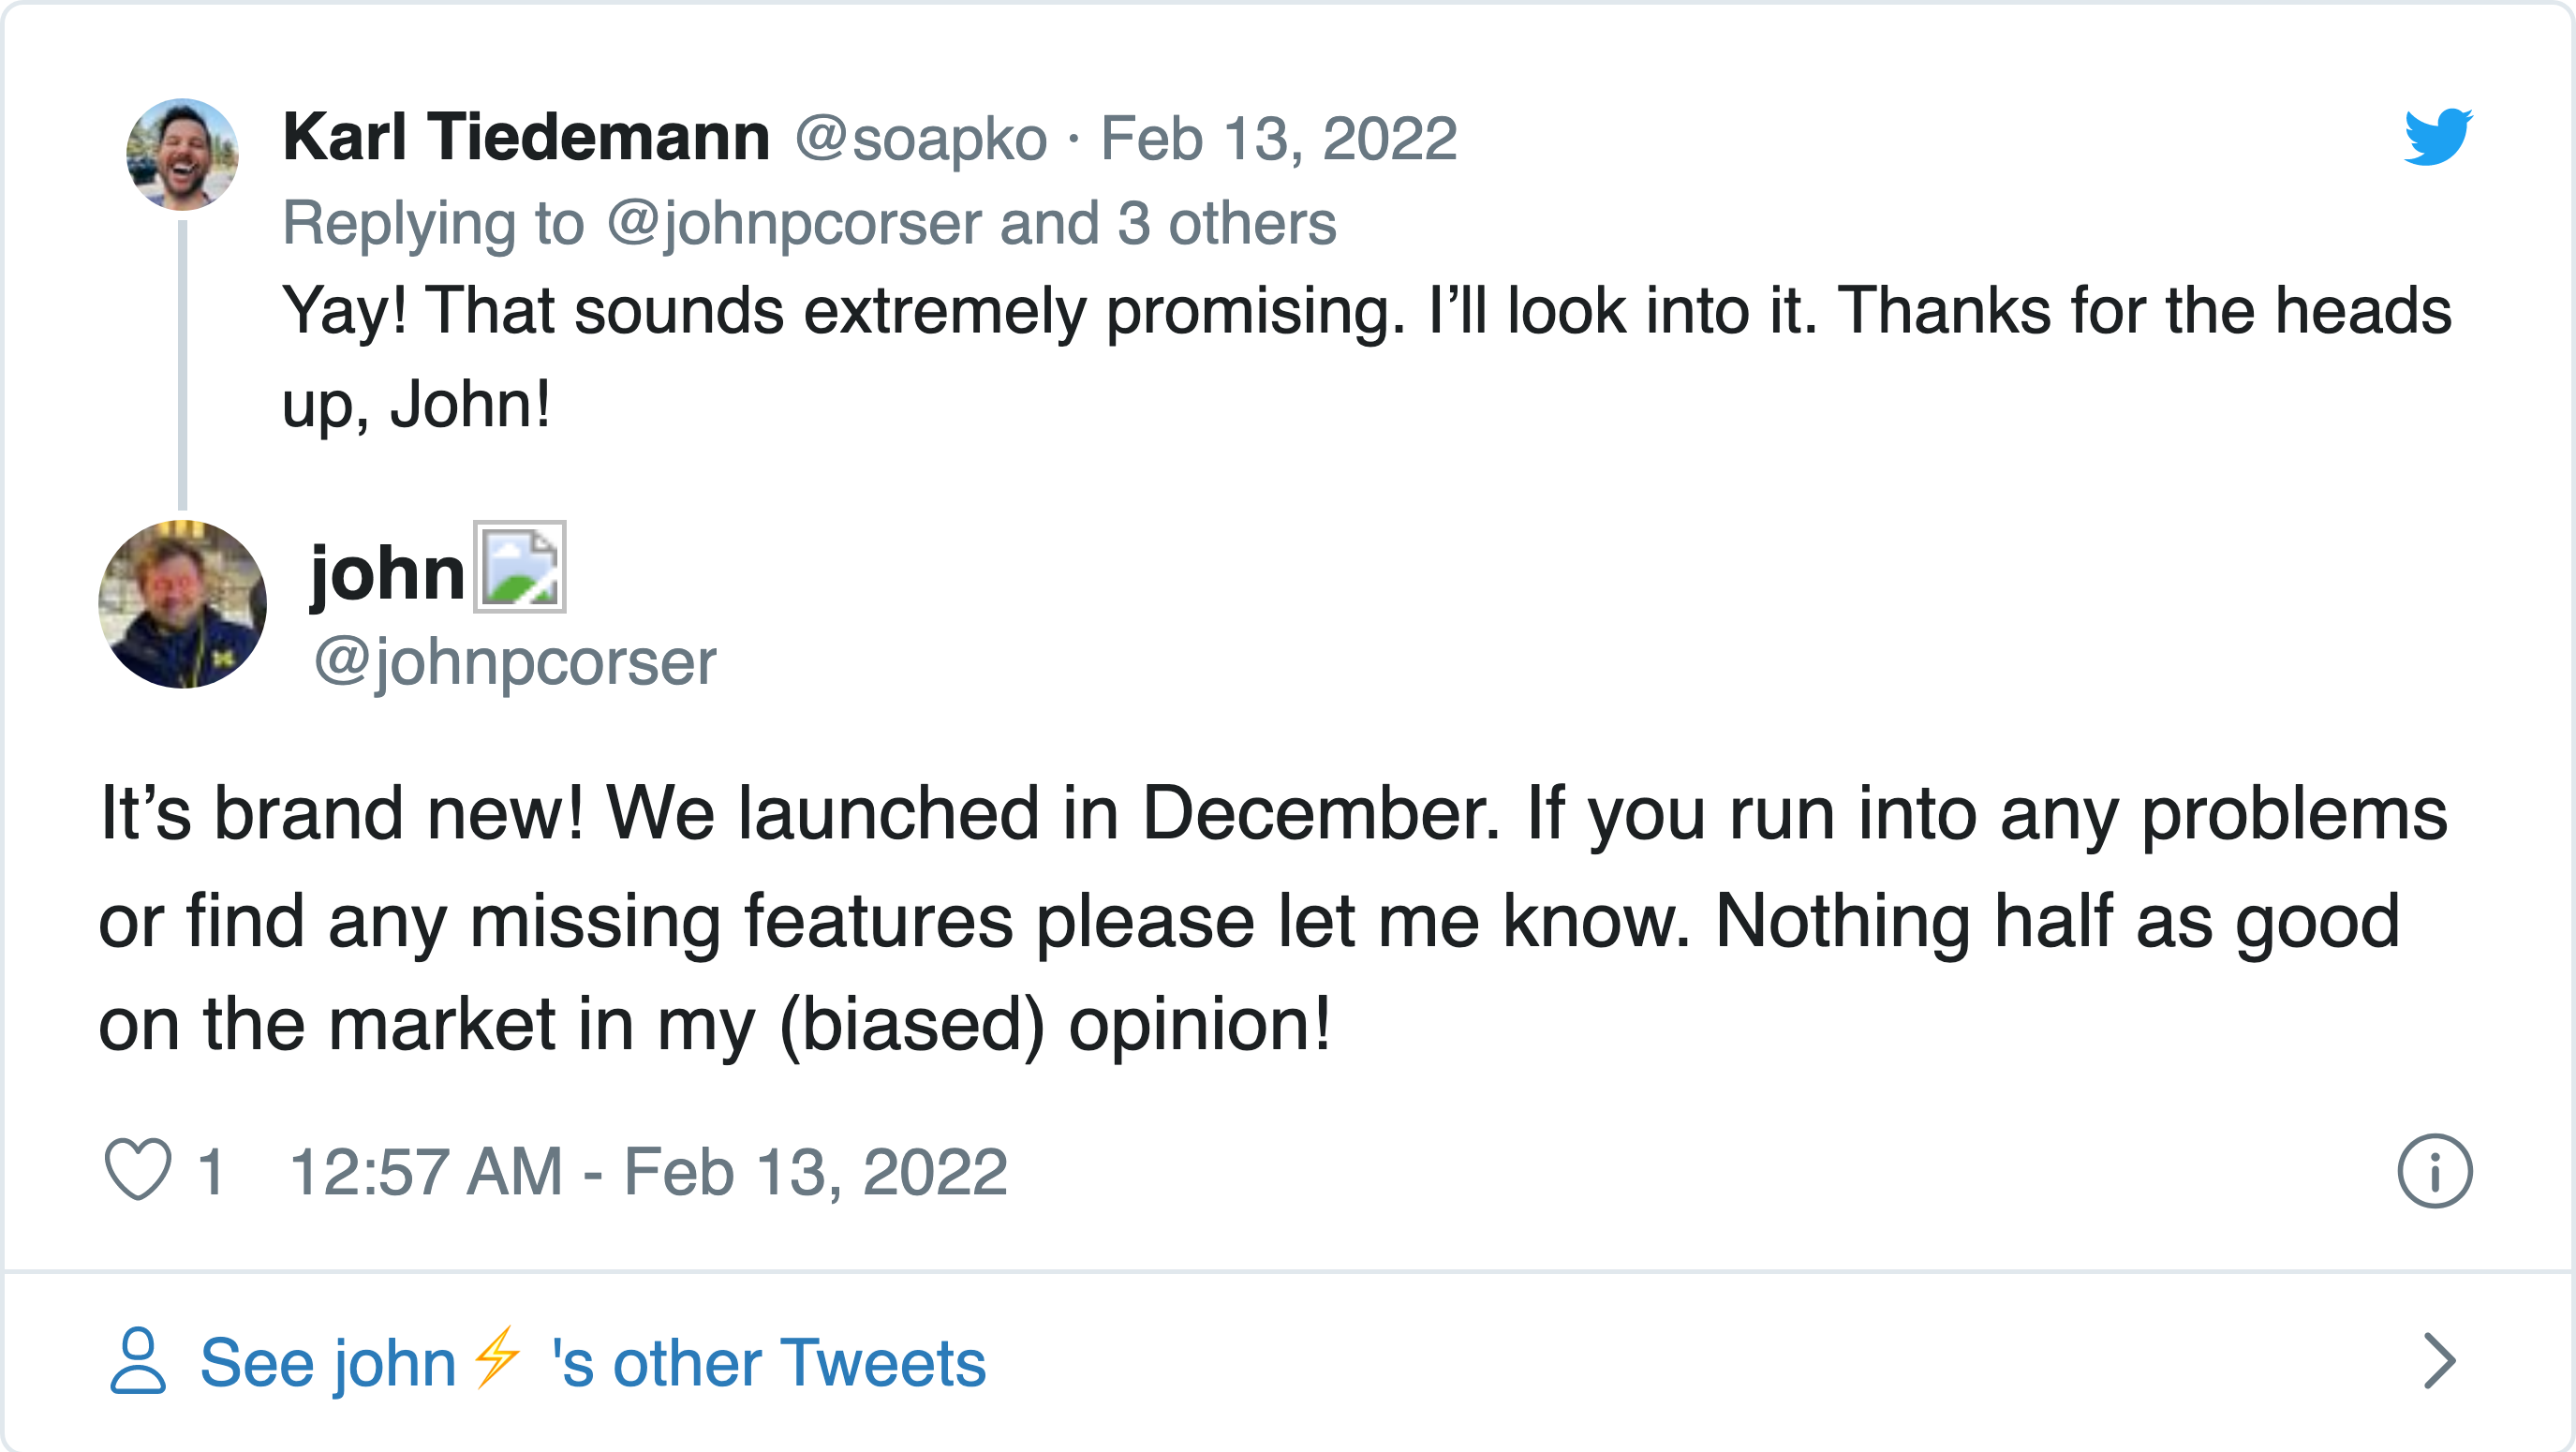 Karl Tiedemann @soapko · Feb 13, 2022
Replying to @johnpcorser and 3 others
Yay! That sounds extremely promising. I’ll look into it. Thanks for the heads
up, John!
john
@johnpcorser
It’s brand new! We launched in December. If you run into any problems
or find any missing features please let me know. Nothing half as good
on the market in my (biased) opinion!
1 12:57 AM - Feb 13, 2022
See john⚡ 's other Tweets